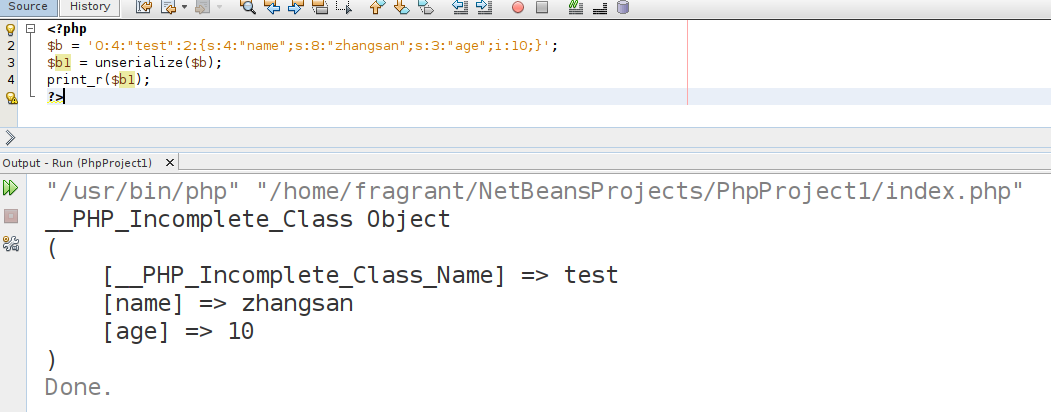 Source History
<?php
2 $b = 'O:4:"test":2:{s:4:"name";s:8:"zhangsan";s:3:"age";i:10;}';
3 $b1 = unserialize($b);
4 print_r($b1);
?>
Output - Run (PhpProject1) ×
"/usr/bin/php" "/home/fragrant/NetBeansProjects/PhpProject1/index.php"
__PHP_Incomplete_Class Object
(
[__PHP_Incomplete_Class_Name] => test
[name] => zhangsan
[age] => 10
)
Done.